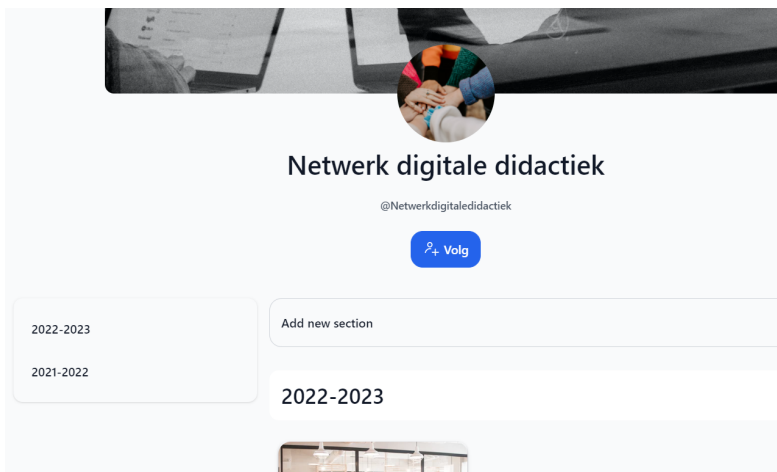 Netwerk digitale didactiek
@Netwerkdigitaledidactiek
Volg
2022-2023
2021-2022
Add new section
2022-2023